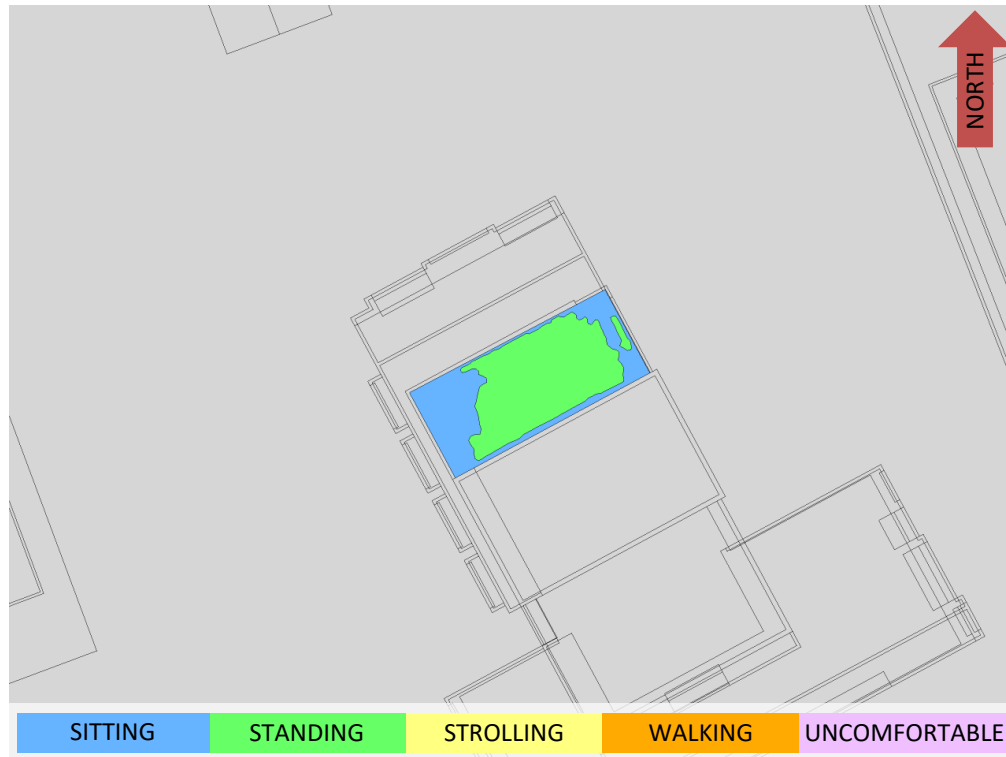 NORTH
SITTING
STANDING
STROLLING
WALKING
UNCOMFORTABLE